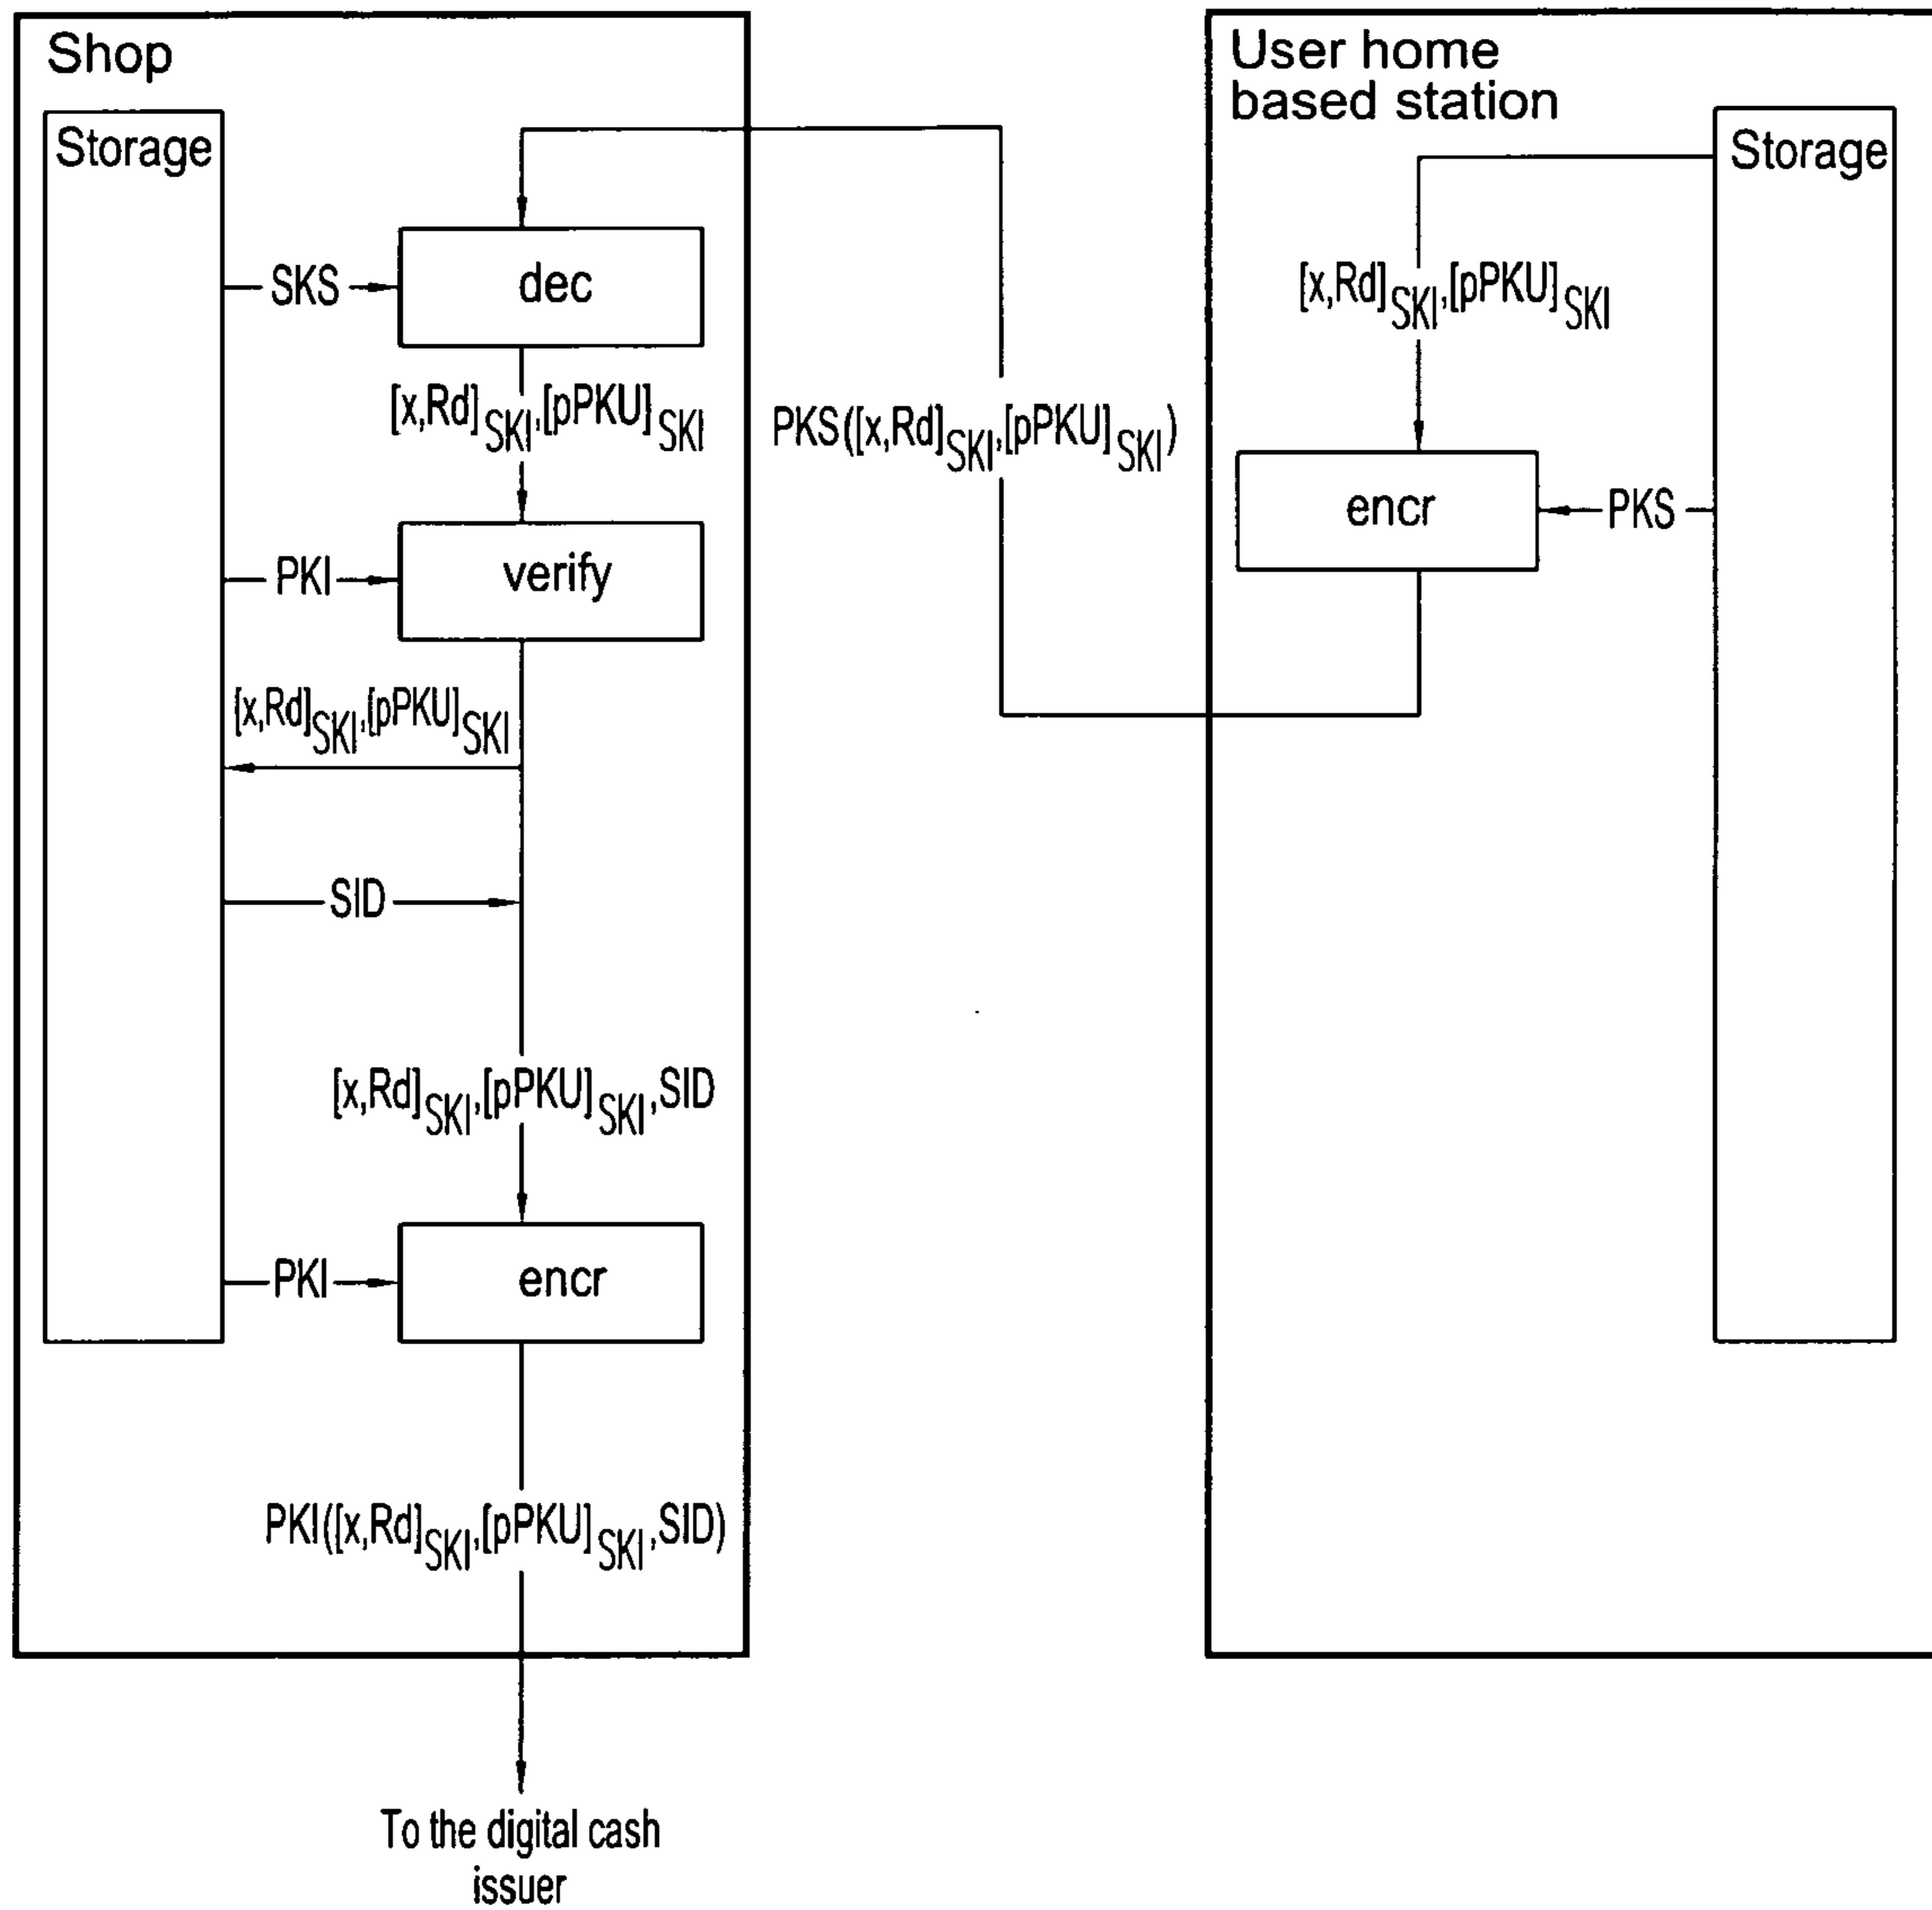 Shop
Storage
SKS
dec
[x,Rd]SKI,[pPKU]SKI
PKI
verify
[x,Rd]SKI,[pPKU]SKI
SID
[x,Rd]SKI,[pPKU]SKI,SID
PKI
encr
PKI([x,Rd]SKI,[pPKU]SKI,SID)
To the digital cash
issuer
PKS([x,Rd]SKI,[pPKU]SKI)
User home
based station
Storage
[x,Rd]SKI,[pPKU]SKI
encr
PKS